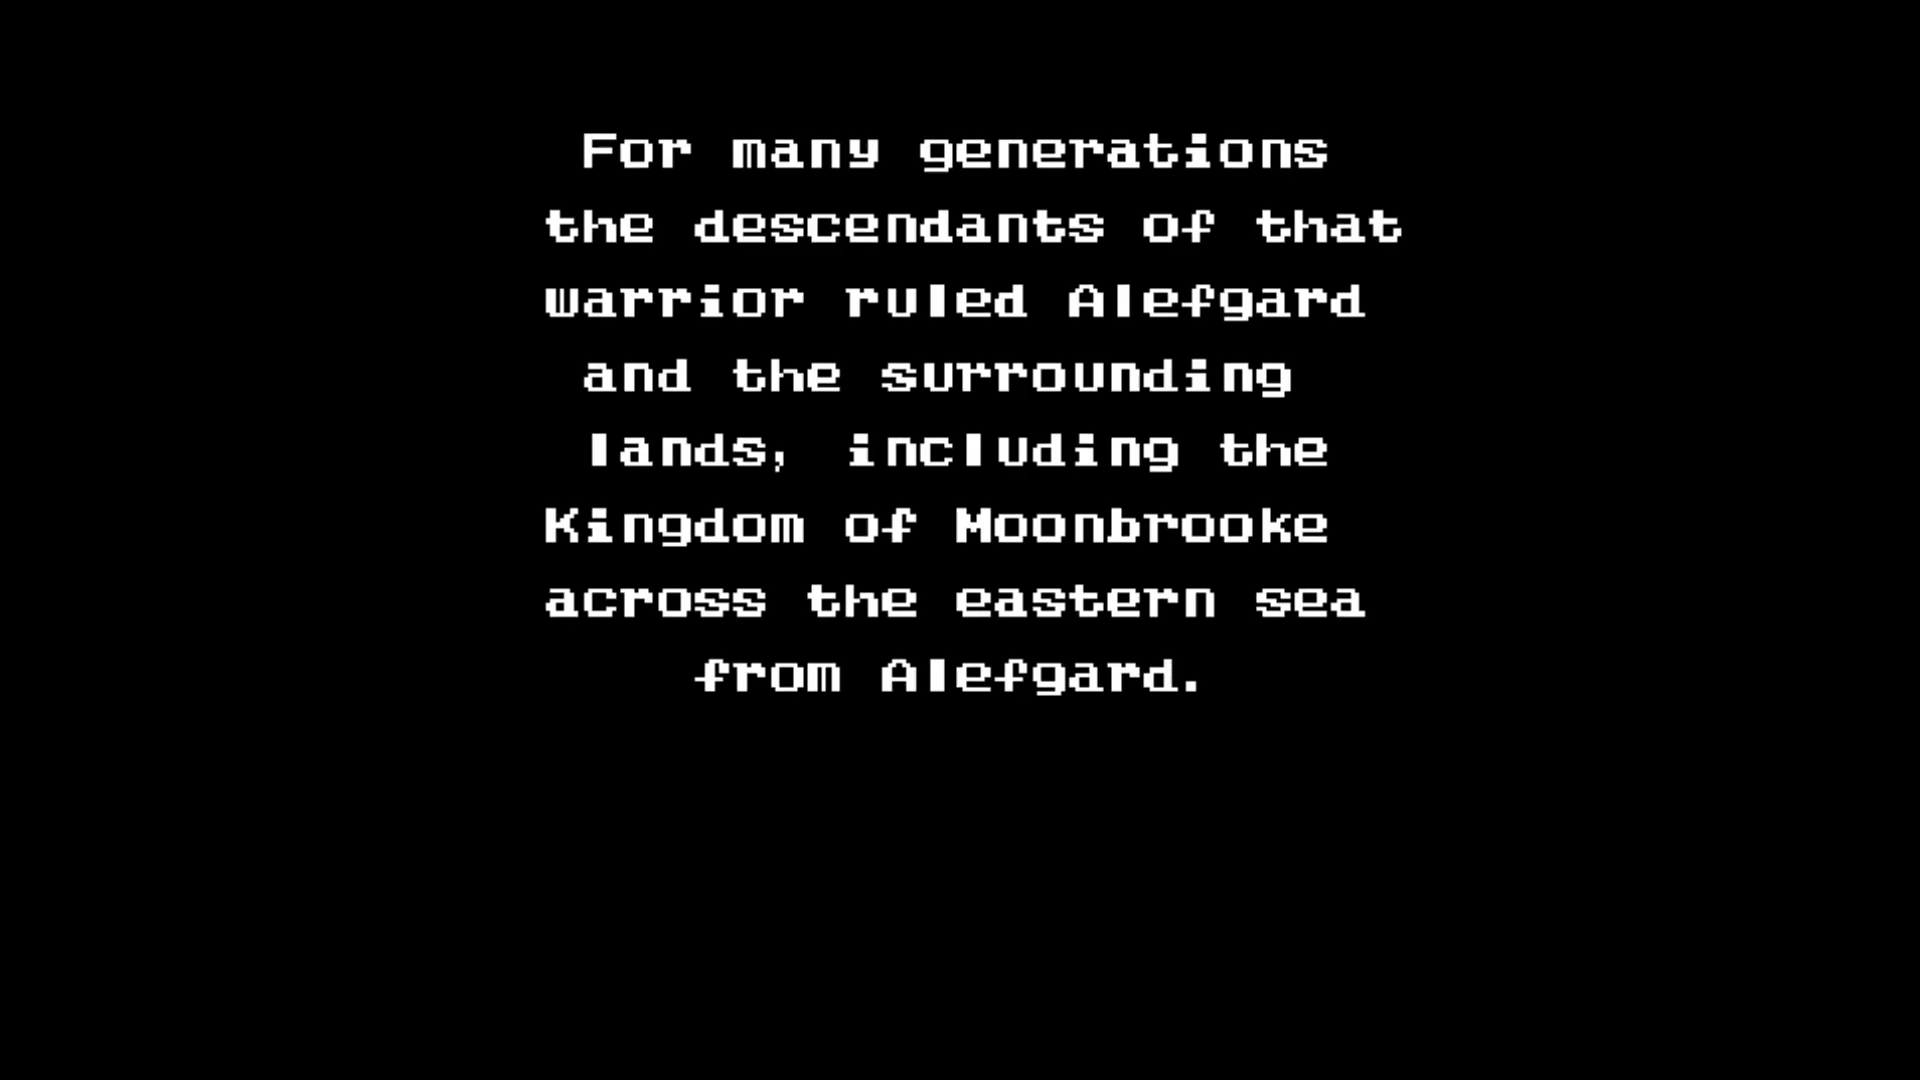 For many generations
the descendants of that
warrior ruled Alefgard
and the surrounding
lands, including the
Kingdom of Moonbrooke
across the eastern sea
from Alefgard.